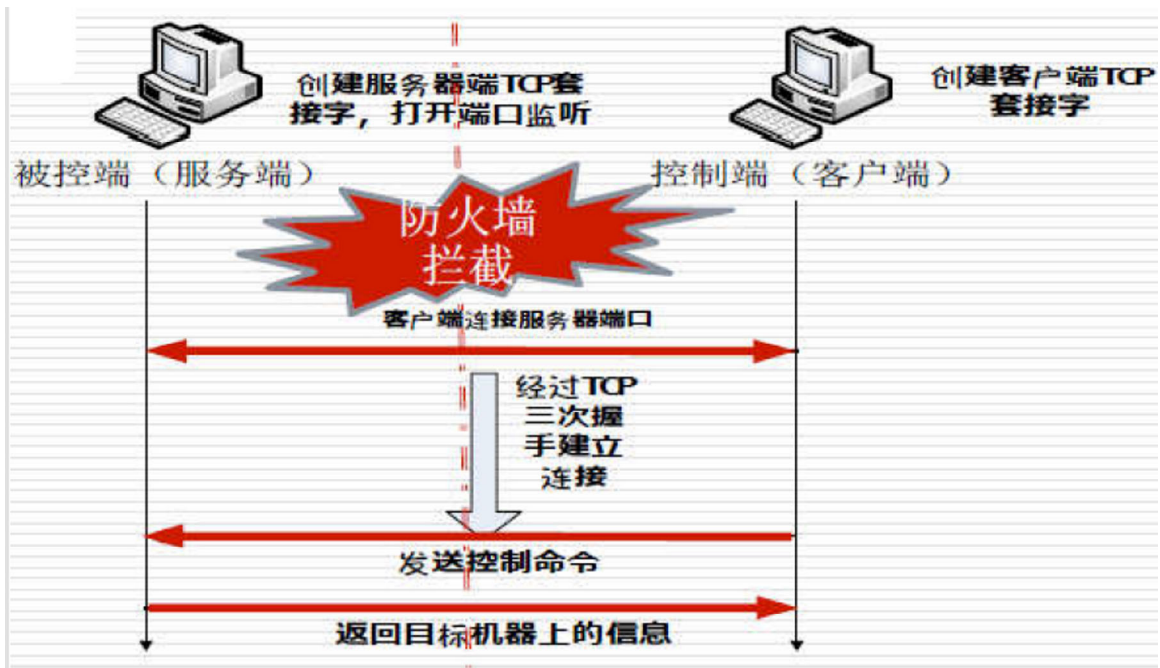 创建服务器端TCP套
接字，打开端口监听
创建客户端TCP
套接字
被控端（服务端）
控制端（客户端）
防火墙
拦截
客户端连接服务器端口
经过TCP
三次握
手建立
连接
发送控制命令
返回目标机器上的信息